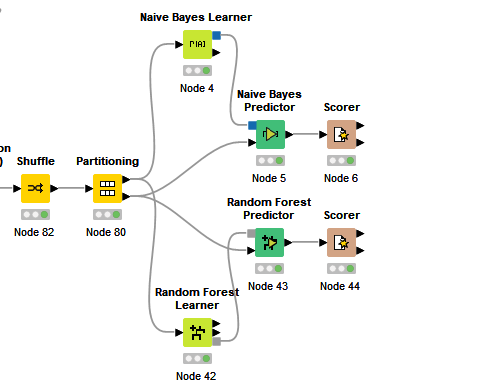 Naive Bayes Learner
Node 4
Naive Bayes
Predictor
Scorer
Node 5
Node 6
on
)
Shuffle
Partitioning
Node 82
Node 80
Random Forest
Predictor
Scorer
Node 43
Node 44
Random Forest
Learner
Node 42